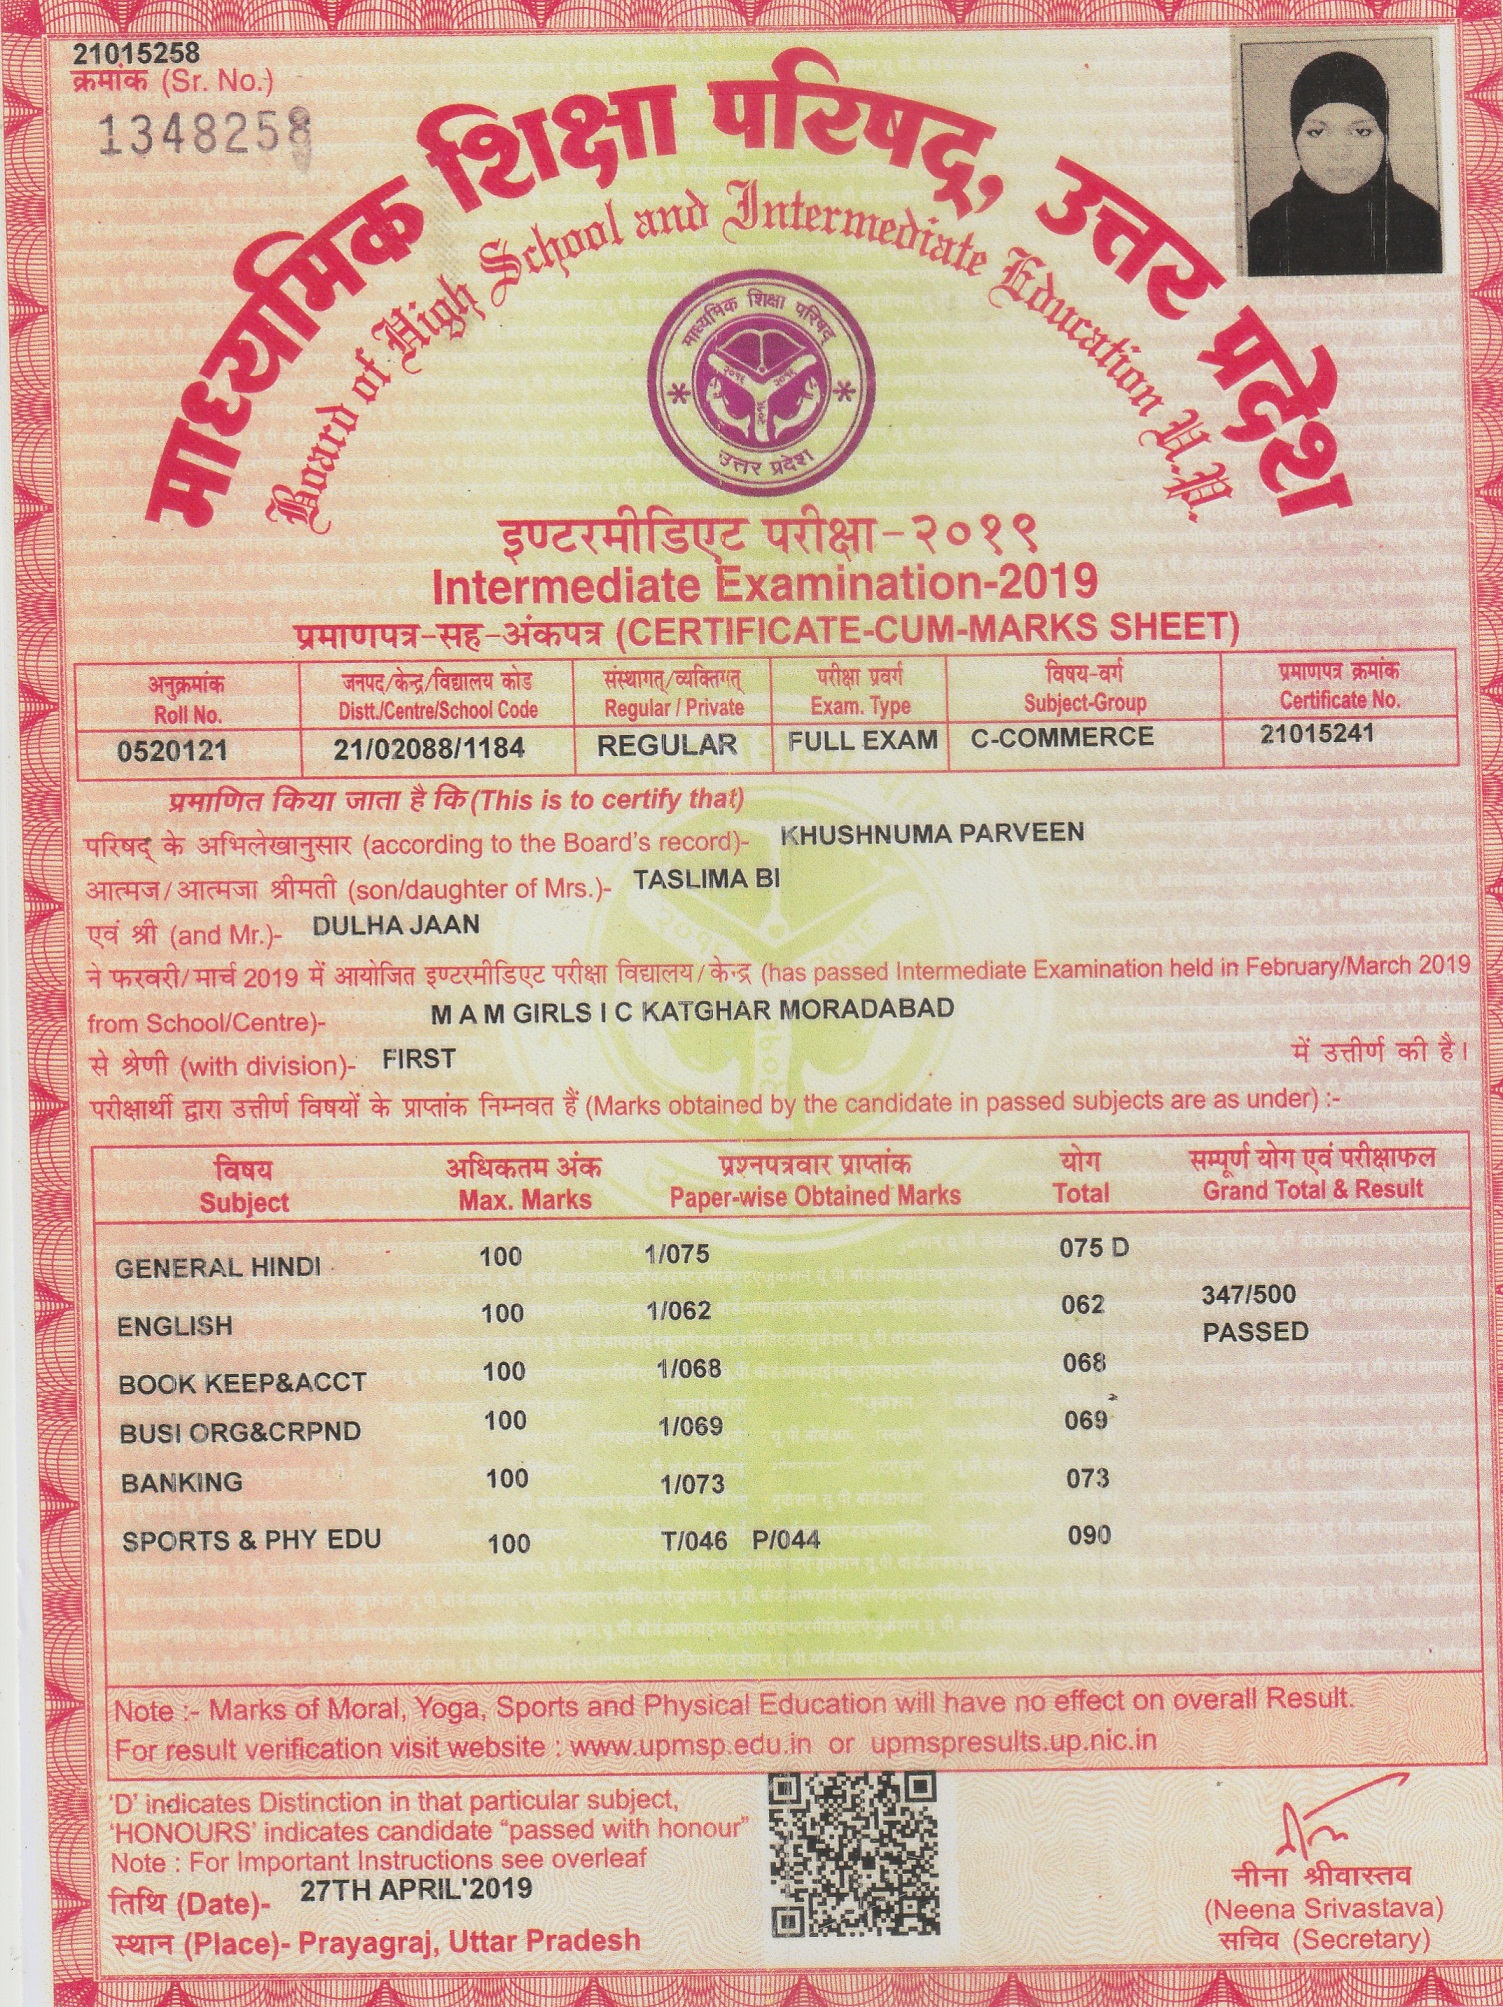 21015258
क्रमांक (Sr. No.)
1348258
माध्यमिक शिक्षा परिषद्, उत्तर प्रदेश
Board of High School and Intermediate Education U.P.
माध्यमिक शिक्षा परिषद्
उत्तर प्रदेश
इण्टरमीडिएट परीक्षा-२०१९
Intermediate Examination-2019
प्रमाणपत्र-सह-अंकपत्र (CERTIFICATE-CUM-MARKS SHEET)
अनुक्रमांक जनपद/केन्द्र/विद्यालय कोड संस्थागत्/व्यक्तिगत् परीक्षा प्रवर्ग विषय-वर्ग प्रमाणपत्र क्रमांक
Roll No. Distt./Centre/School Code Regular / Private Exam. Type Subject-Group Certificate No.
0520121 21/02088/1184 REGULAR FULL EXAM C-COMMERCE 21015241
प्रमाणित किया जाता है कि (This is to certify that)
परिषद् के अभिलेखानुसार (according to the Board's record)- KHUSHNUMA PARVEEN
आत्मज/आत्मजा श्रीमती (son/daughter of Mrs.)- TASLIMA BI
एवं श्री (and Mr.)- DULHA JAAN
ने फरवरी/मार्च 2019 में आयोजित इण्टरमीडिएट परीक्षा विद्यालय/केन्द्र (has passed Intermediate Examination held in February/March 2019
from School/Centre)- M A M GIRLS I C KATGHAR MORADABAD
से श्रेणी (with division)- FIRST में उत्तीर्ण की है।
परीक्षार्थी द्वारा उत्तीर्ण विषयों के प्राप्तांक निम्नवत हैं (Marks obtained by the candidate in passed subjects are as under) :-
विषय अधिकतम अंक प्रश्नपत्रवार प्राप्तांक योग सम्पूर्ण योग एवं परीक्षाफल
Subject Max. Marks Paper-wise Obtained Marks Total Grand Total & Result
GENERAL HINDI 100 1/075 075 D
ENGLISH 100 1/062 062 347/500
PASSED
BOOK KEEP&ACCT 100 1/068 068
BUSI ORG&CRPND 100 1/069 069
BANKING 100 1/073 073
SPORTS & PHY EDU 100 T/046 P/044 090
Note :- Marks of Moral, Yoga, Sports and Physical Education will have no effect on overall Result.
For result verification visit website : www.upmsp.edu.in or upmspresults.up.nic.in
'D' indicates Distinction in that particular subject,
'HONOURS' indicates candidate "passed with honour"
Note : For Important Instructions see overleaf
तिथि (Date)- 27TH APRIL'2019
स्थान (Place)- Prayagraj, Uttar Pradesh
नीना श्रीवास्तव
(Neena Srivastava)
सचिव (Secretary)